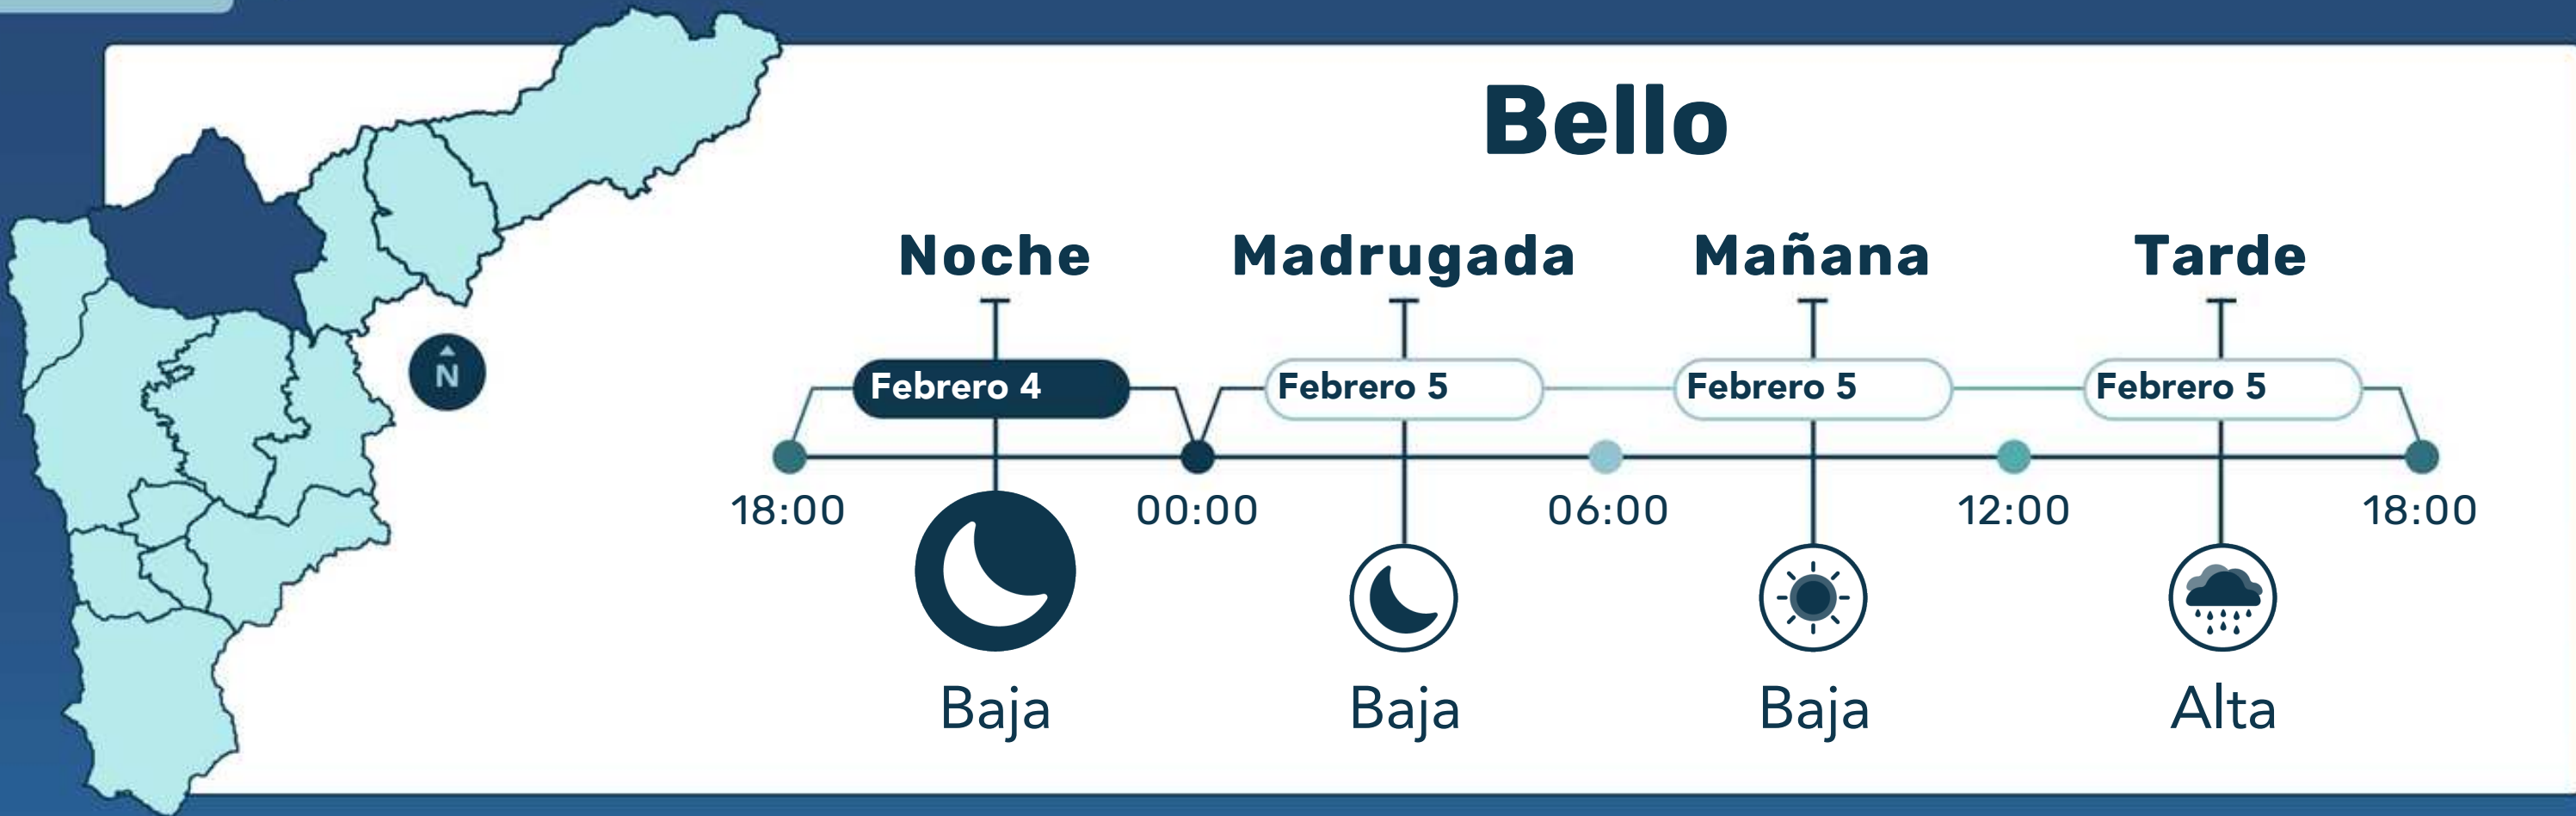 Bello
Noche Madrugada Mañana Tarde
Febrero 4 Febrero 5 Febrero 5 Febrero 5
N
18:00 00:00 06:00 12:00 18:00
Baja Baja Baja Alta